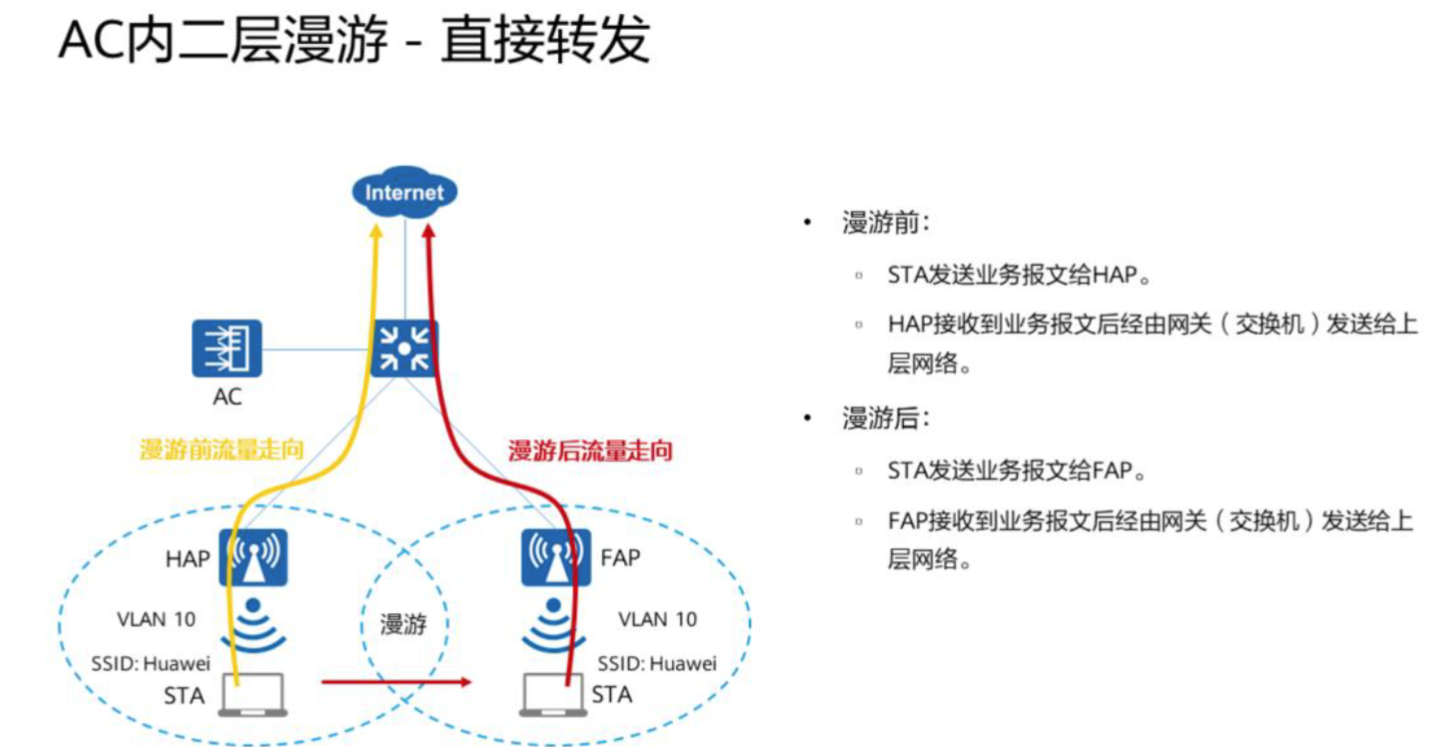 AC内二层漫游 - 直接转发
Internet
AC
漫游前流量走向
漫游后流量走向
HAP
FAP
VLAN 10
漫游
VLAN 10
SSID: Huawei
SSID: Huawei
STA
STA
• 漫游前：
▫ STA发送业务报文给HAP。
▫ HAP接收到业务报文后经由网关（交换机）发送给上
层网络。
• 漫游后：
▫ STA发送业务报文给FAP。
▫ FAP接收到业务报文后经由网关（交换机）发送给上
层网络。